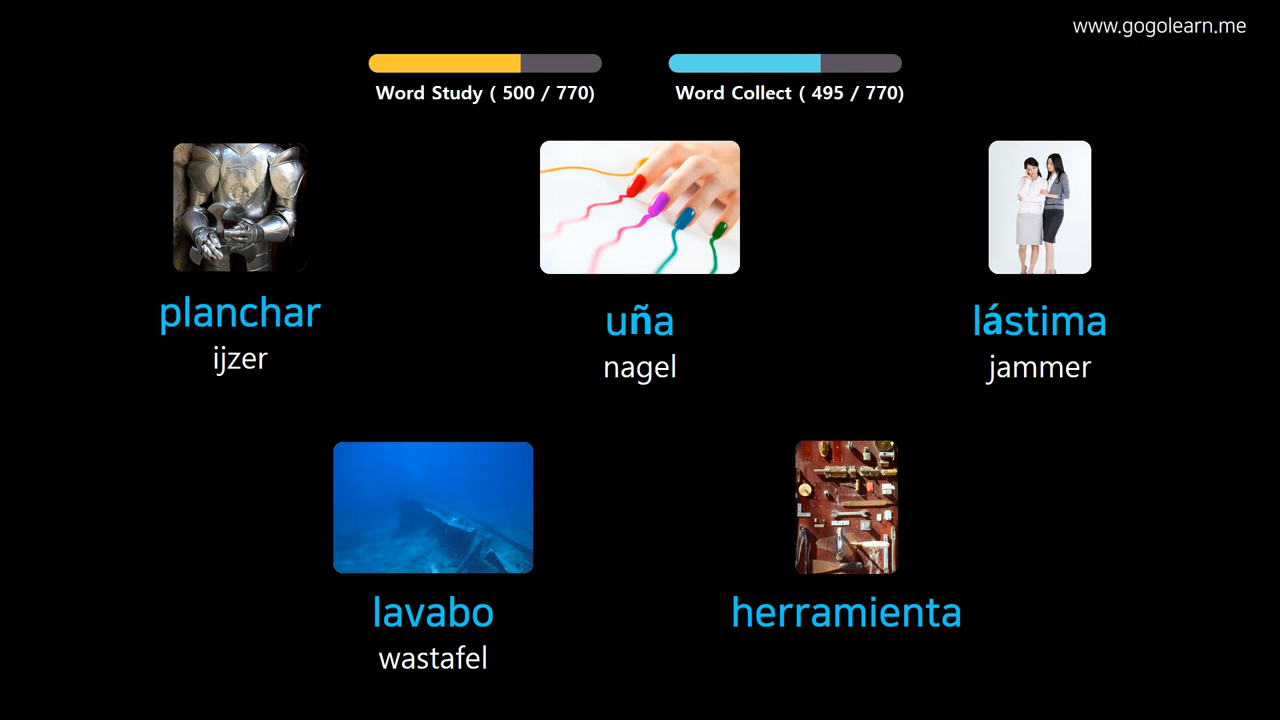 www.gogolearn.me
Word Study ( 500 / 770)
Word Collect ( 495 / 770)
planchar
ijzer
uña
nagel
lástima
jammer
lavabo
wastafel
herramienta